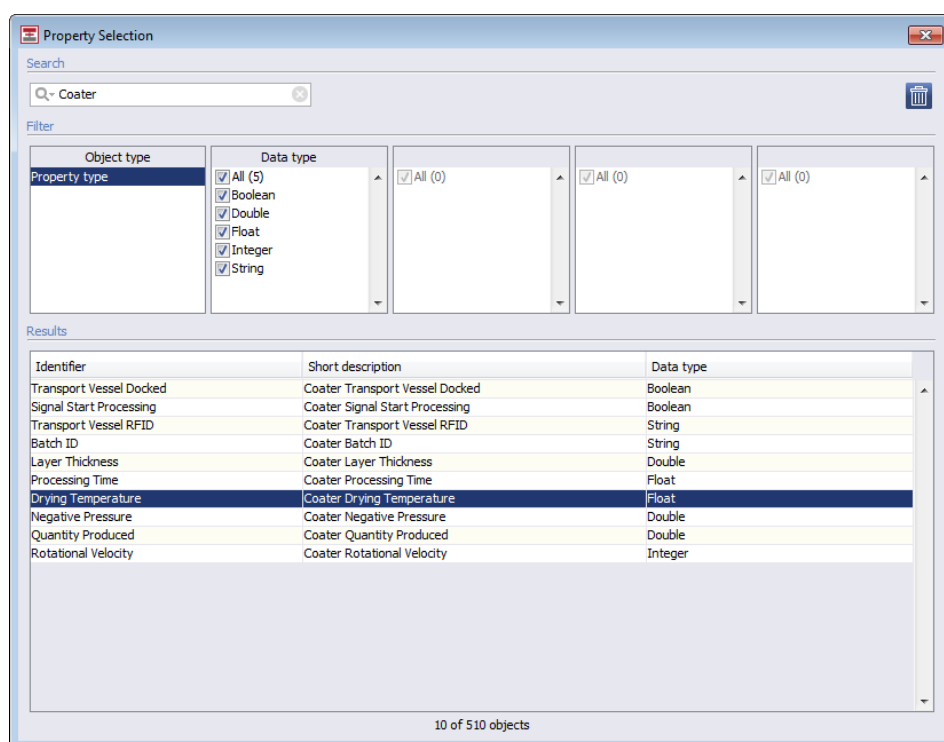 Property Selection
Search
Coater
Filter
Object type Data type
Property type All (5) All (0) All (0) All (0)
Boolean
Double
Float
Integer
String
Results
Identifier Short description Data type
Transport Vessel Docked Coater Transport Vessel Docked Boolean
Signal Start Processing Coater Signal Start Processing Boolean
Transport Vessel RFID Coater Transport Vessel RFID String
Batch ID Coater Batch ID String
Layer Thickness Coater Layer Thickness Double
Processing Time Coater Processing Time Float
Drying Temperature Coater Drying Temperature Float
Negative Pressure Coater Negative Pressure Double
Quantity Produced Coater Quantity Produced Double
Rotational Velocity Coater Rotational Velocity Integer
10 of 510 objects